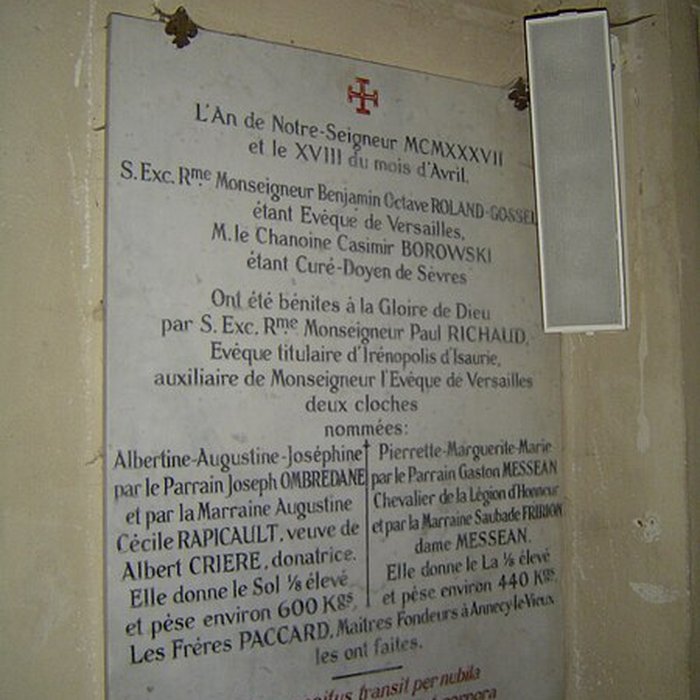 L'An de Notre-Seigneur MCMXXXVII
et le XVIII du mois d'Avril,
S. Exc. Rme Monseigneur Benjamin Octave ROLAND-GOSSEL
étant Evêque de Versailles,
M. le Chanoine Casimir BOROWSKI
étant Curé-Doyen de Sèvres
Ont été bénites à la Gloire de Dieu
par S. Exc. Rme Monseigneur Paul RICHAUD,
Evêque titulaire d'Irénopolis d'Isaurie,
auxiliaire de Monseigneur l'Evêque de Versailles
deux cloches
nommées:
Albertine-Augustine-Joséphine
par le Parrain Joseph OMBREDANE
et par la Marraine Augustine
Cécile RAPICAULT, veuve de
Albert CRIERE, donatrice.
Elle donne le Sol 1/8 élevé
et pèse environ 600 Kgs,
Pierrette-Marguerite-Marie
par le Parrain Gaston MESSEAN
Chevalier de la Légion d'Honneur
et par la Marraine Saubade FRIRION
dame MESSEAN.
Elle donne le La 1/8 élevé
et pèse environ 440 Kgs.
Les Frères PACCARD, Maitres Fondeurs à Annecy-le-Vieux
les ont faites.
transit per nubila